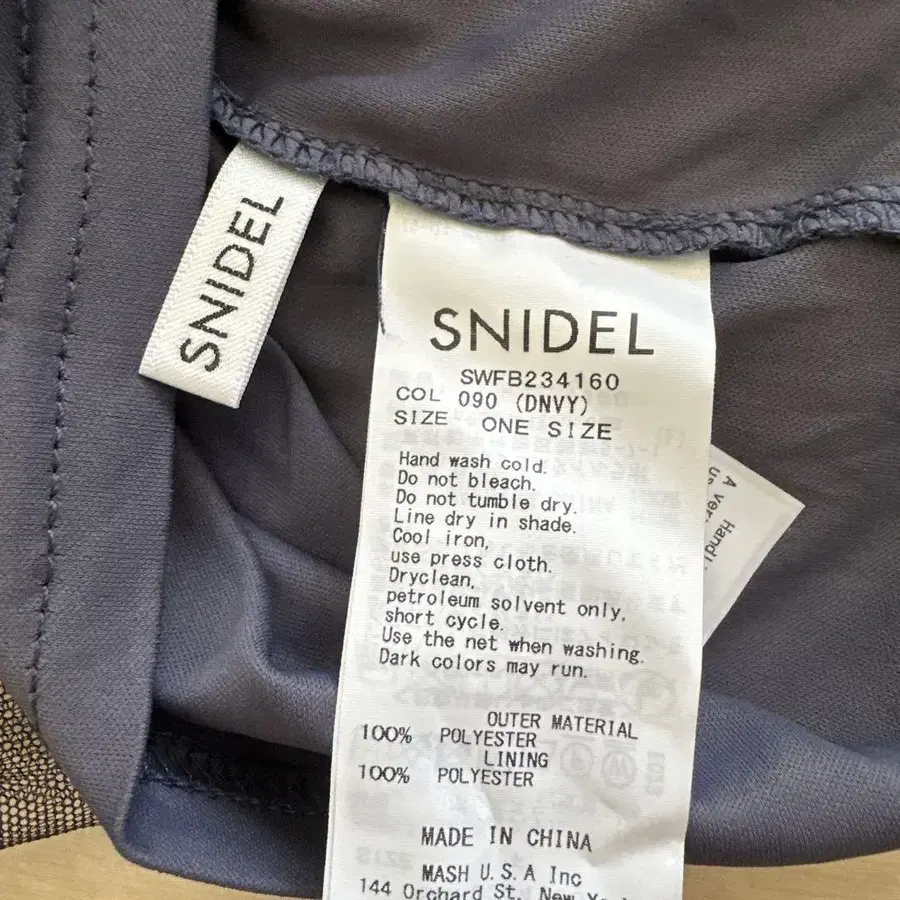 SNIDEL
SNIDEL
SWFB234160
COL 090 (DNVY)
SIZE ONE SIZE
Hand wash cold.
Do not bleach.
Do not tumble dry.
Line dry in shade.
Cool iron,
use press cloth.
Dryclean,
petroleum solvent only,
short cycle.
Use the net when washing.
Dark colors may run.
OUTER MATERIAL
100% POLYESTER
LINING
100% POLYESTER
MADE IN CHINA
MASH U.S.A Inc
144 Orchard St, New York
A